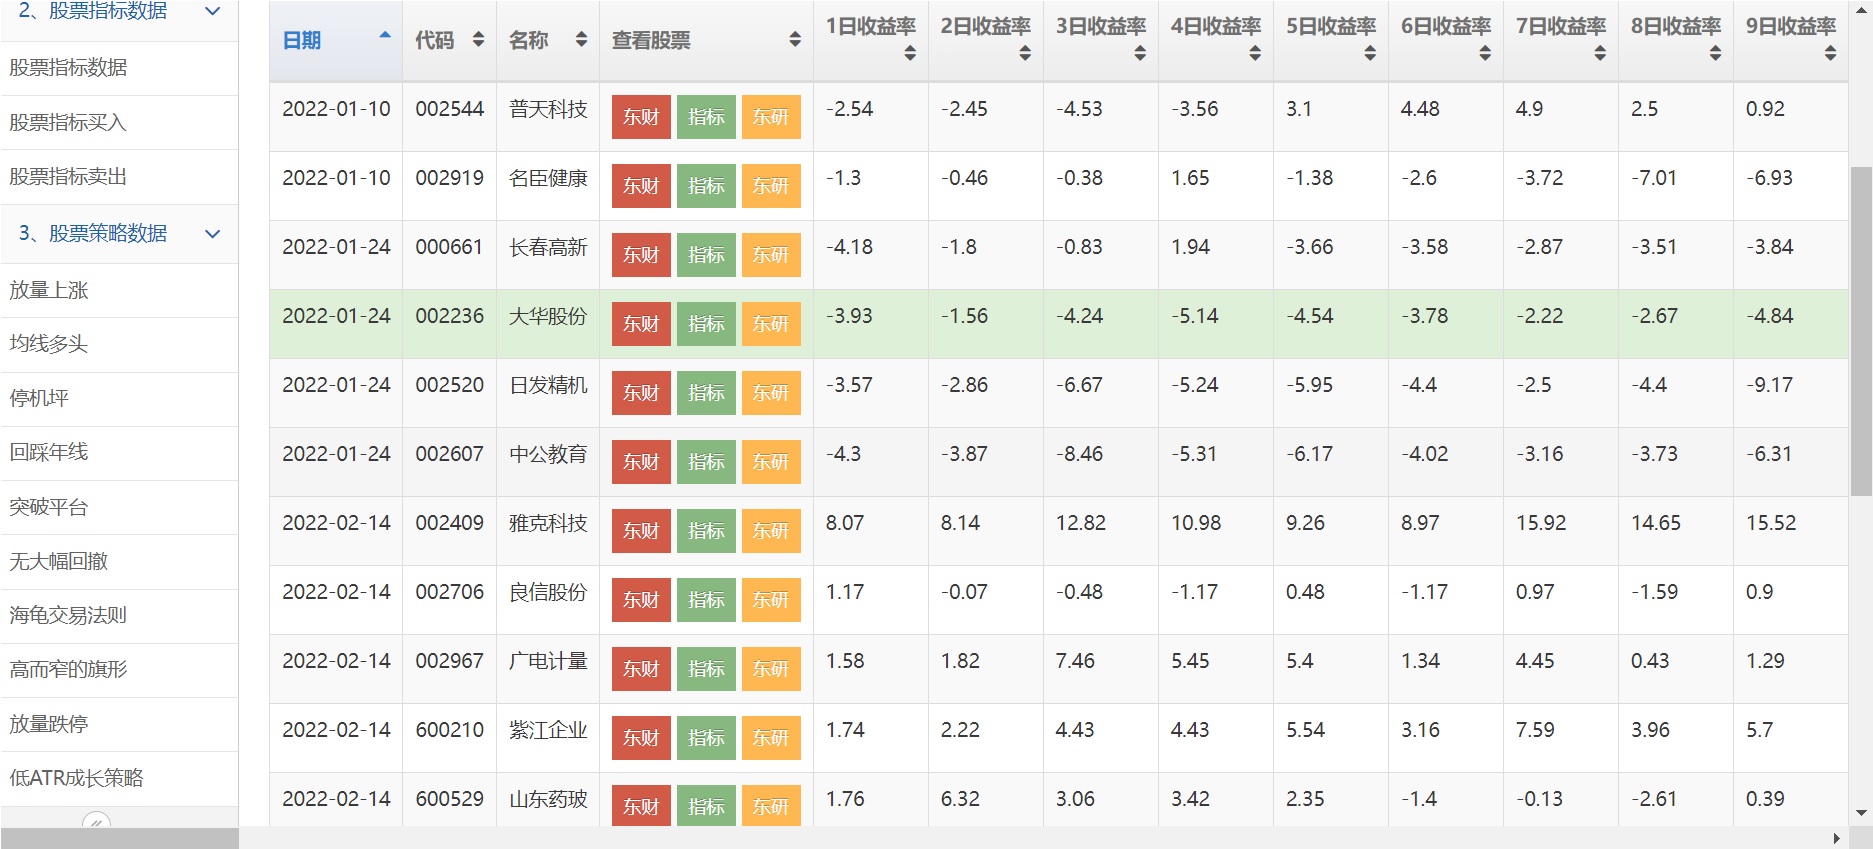 2、股票指标数据
股票指标数据
股票指标买入
股票指标卖出
3、股票策略数据
放量上涨
均线多头
停机坪
回踩年线
突破平台
无大幅回撤
海龟交易法则
高而窄的旗形
放量跌停
低ATR成长策略
日期 代码 名称 查看股票 1日收益率 2日收益率 3日收益率 4日收益率 5日收益率 6日收益率 7日收益率 8日收益率 9日收益率
2022-01-10 002544 普天科技 东财 指标 东研 -2.54 -2.45 -4.53 -3.56 3.1 4.48 4.9 2.5 0.92
2022-01-10 002919 名臣健康 东财 指标 东研 -1.3 -0.46 -0.38 1.65 -1.38 -2.6 -3.72 -7.01 -6.93
2022-01-24 000661 长春高新 东财 指标 东研 -4.18 -1.8 -0.83 1.94 -3.66 -3.58 -2.87 -3.51 -3.84
2022-01-24 002236 大华股份 东财 指标 东研 -3.93 -1.56 -4.24 -5.14 -4.54 -3.78 -2.22 -2.67 -4.84
2022-01-24 002520 日发精机 东财 指标 东研 -3.57 -2.86 -6.67 -5.24 -5.95 -4.4 -2.5 -4.4 -9.17
2022-01-24 002607 中公教育 东财 指标 东研 -4.3 -3.87 -8.46 -5.31 -6.17 -4.02 -3.16 -3.73 -6.31
2022-02-14 002409 雅克科技 东财 指标 东研 8.07 8.14 12.82 10.98 9.26 8.97 15.92 14.65 15.52
2022-02-14 002706 良信股份 东财 指标 东研 1.17 -0.07 -0.48 -1.17 0.48 -1.17 0.97 -1.59 0.9
2022-02-14 002967 广电计量 东财 指标 东研 1.58 1.82 7.46 5.45 5.4 1.34 4.45 0.43 1.29
2022-02-14 600210 紫江企业 东财 指标 东研 1.74 2.22 4.43 4.43 5.54 3.16 7.59 3.96 5.7
2022-02-14 600529 山东药玻 东财 指标 东研 1.76 6.32 3.06 3.42 2.35 -1.4 -0.13 -2.61 0.39